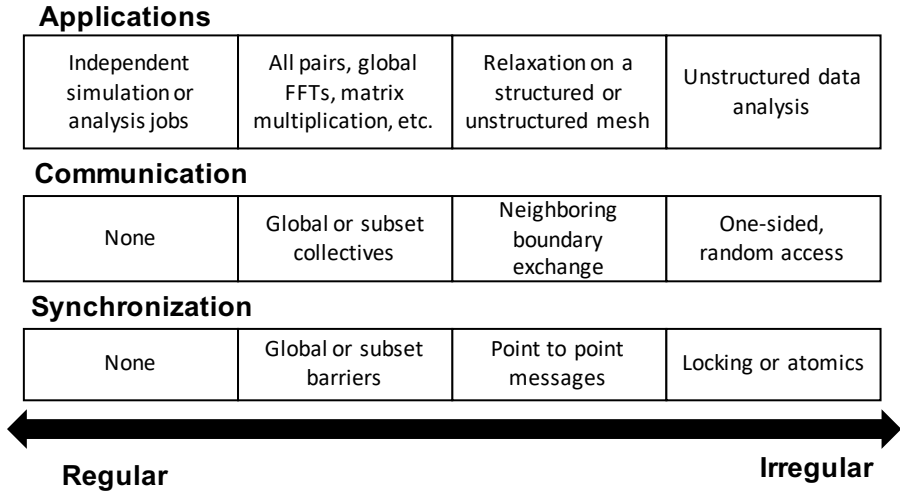 Applications
Independent
simulation or
analysis jobs
All pairs, global
FFTs, matrix
multiplication, etc.
Relaxation on a
structured or
unstructured mesh
Unstructured data
analysis
Communication
None
Global or subset
collectives
Neighboring
boundary
exchange
One-sided,
random access
Synchronization
None
Global or subset
barriers
Point to point
messages
Locking or atomics
Regular
Irregular